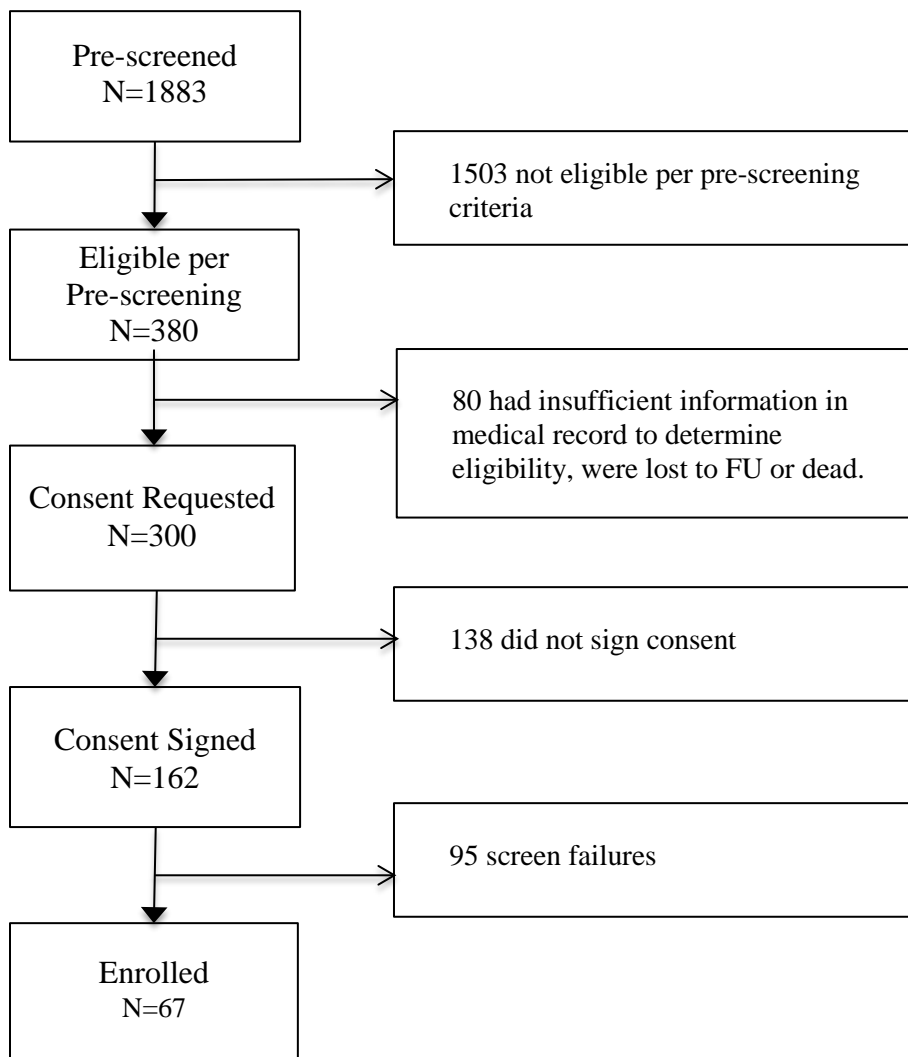 Pre-screened
N=1883
1503 not eligible per pre-screening
criteria
Eligible per
Pre-screening
N=380
80 had insufficient information in
medical record to determine
eligibility, were lost to FU or dead.
Consent Requested
N=300
138 did not sign consent
Consent Signed
N=162
95 screen failures
Enrolled
N=67